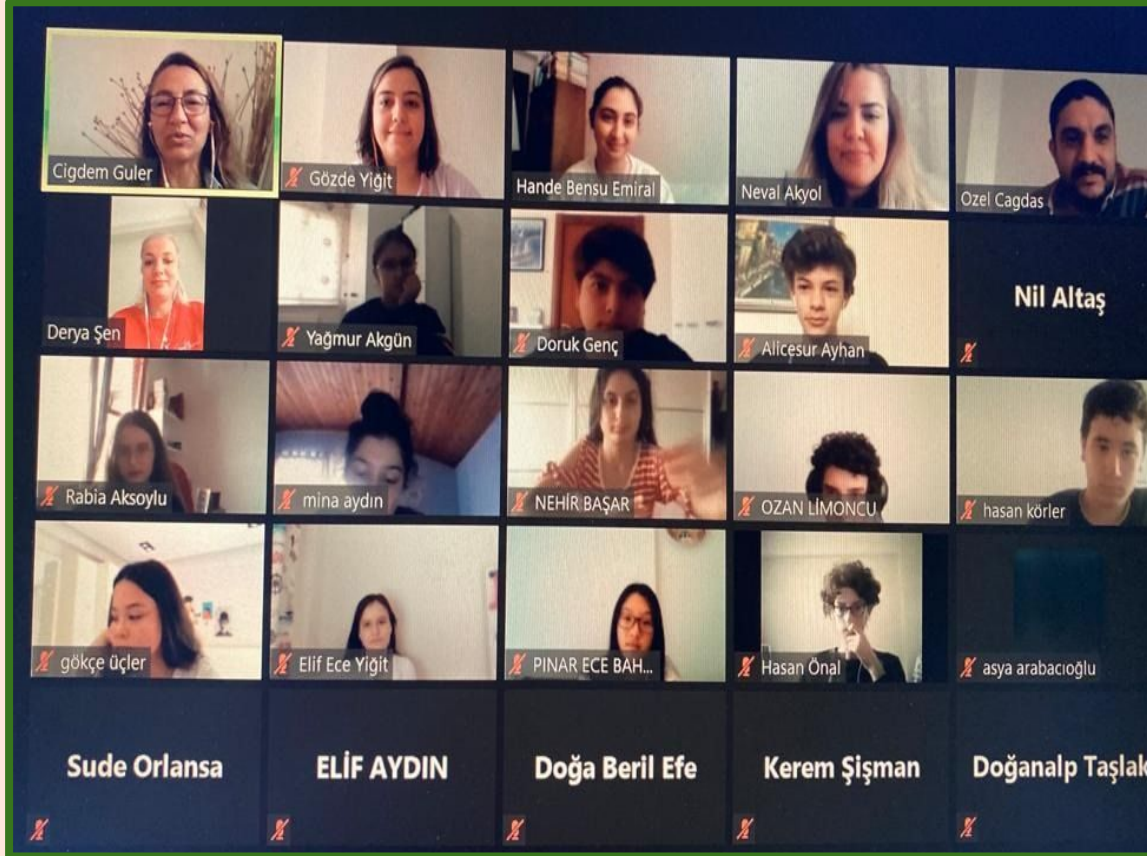 Cigdem Guler
Gözde Yiğit
Hande Bensu Emiral
Neval Akyol
Ozel Cagdas
Derya Şen
Yağmur Akgün
Doruk Genç
Aliçesur Ayhan
Nil Altaş
Rabia Aksoylu
mina aydın
NEHİR BAŞAR
OZAN LİMONCU
hasan körler
gökçe üçler
Elif Ece Yiğit
PINAR ECE BAH...
Hasan Önal
asya arabacıoğlu
Sude Orlansa
ELİF AYDIN
Doğa Beril Efe
Kerem Şişman
Doğanalp Taşlak